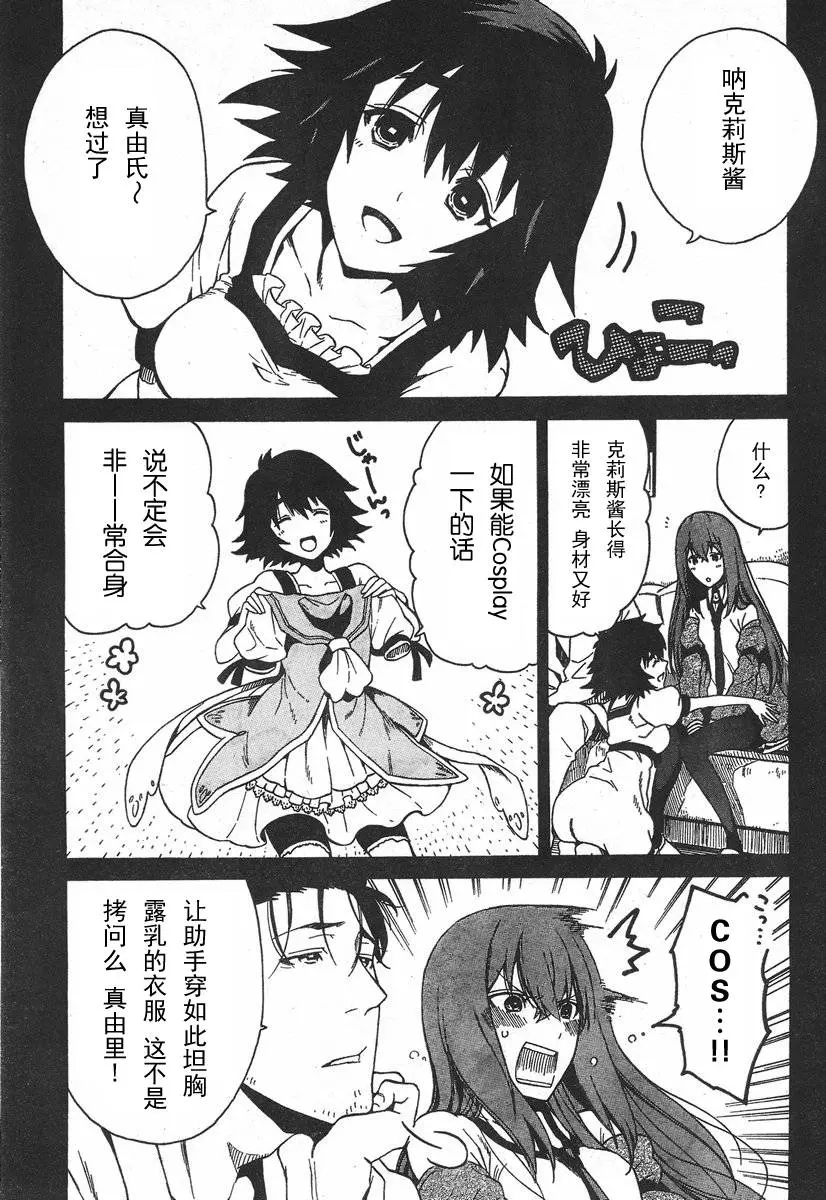 呐克莉斯酱
真由氏~
想过了
ひょーっ
什么?
克莉斯酱长得
非常漂亮 身材又好
如果能Cosplay
一下的话
じゃーんっ
说不定会
非——常合身
COS…!!
让助手穿如此坦胸
露乳的衣服 这不是
拷问么 真由里!